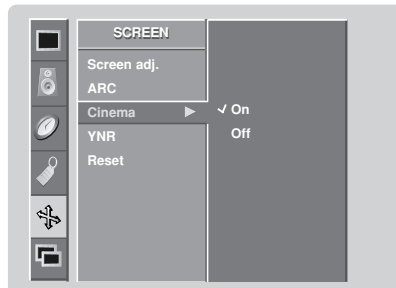 SCREEN
Screen adj.
ARC
Cinema ▶ ✓ On
Off
YNR
Reset